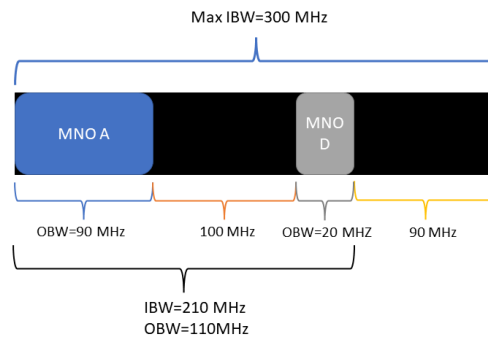 Max IBW=300 MHz
MNO A
MNO
D
OBW=90 MHz
100 MHz
OBW=20 MHZ
90 MHz
IBW=210 MHz
OBW=110MHz